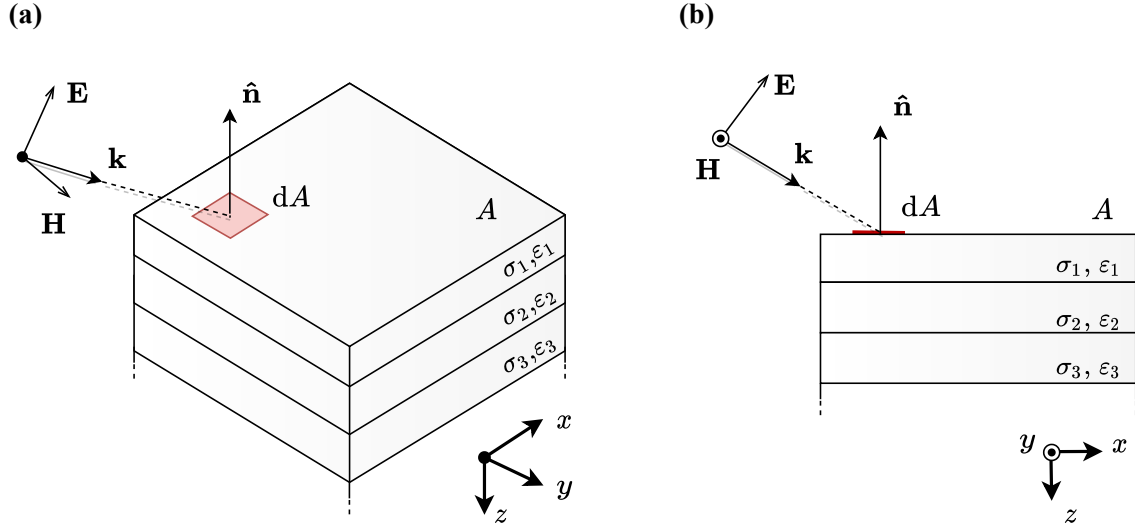 (a)
E
k
H
n̂
dA
A
σ₁,ε₁
σ₂,ε₂
σ₃,ε₃
x
y
z
(b)
E
k
H
n̂
dA
A
σ₁, ε₁
σ₂, ε₂
σ₃, ε₃
y
x
z